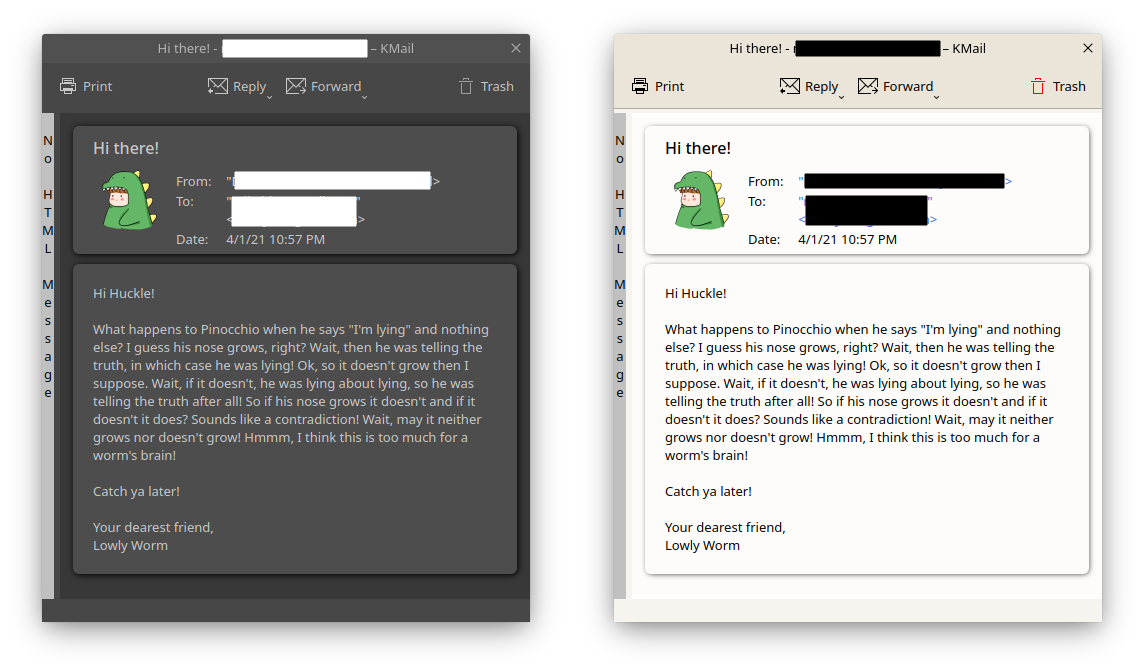 Hi there! - – KMail
Print Reply Forward Trash
No HTML Message
Hi there!
From: ">
To: ""
<>
Date: 4/1/21 10:57 PM
Hi Huckle!
What happens to Pinocchio when he says "I'm lying" and nothing
else? I guess his nose grows, right? Wait, then he was telling the
truth, in which case he was lying! Ok, so it doesn't grow then I
suppose. Wait, if it doesn't, he was lying about lying, so he was
telling the truth after all! So if his nose grows it doesn't and if it
doesn't it does? Sounds like a contradiction! Wait, may it neither
grows nor doesn't grow! Hmmm, I think this is too much for a
worm's brain!
Catch ya later!
Your dearest friend,
Lowly Worm
Hi there! - – KMail
Print Reply Forward Trash
No HTML Message
Hi there!
From: ">
To: ""
<>
Date: 4/1/21 10:57 PM
Hi Huckle!
What happens to Pinocchio when he says "I'm lying" and nothing
else? I guess his nose grows, right? Wait, then he was telling the
truth, in which case he was lying! Ok, so it doesn't grow then I
suppose. Wait, if it doesn't, he was lying about lying, so he was
telling the truth after all! So if his nose grows it doesn't and if it
doesn't it does? Sounds like a contradiction! Wait, may it neither
grows nor doesn't grow! Hmmm, I think this is too much for a
worm's brain!
Catch ya later!
Your dearest friend,
Lowly Worm